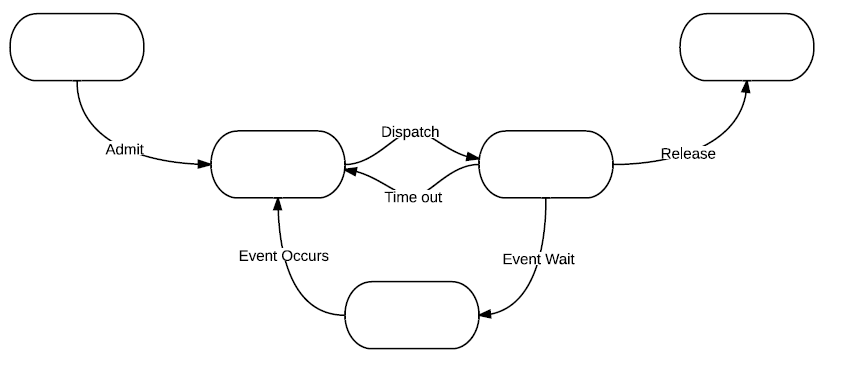 Dispatch
Admit
Release
Time out
Event Occurs
Event Wait